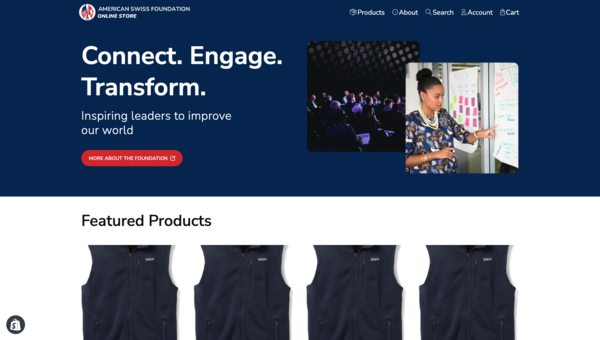 AMERICAN SWISS FOUNDATION
ONLINE STORE
Products
About
Search
Account
Cart
Connect. Engage.
Transform.
Inspiring leaders to improve
our world
MORE ABOUT THE FOUNDATION
Featured Products